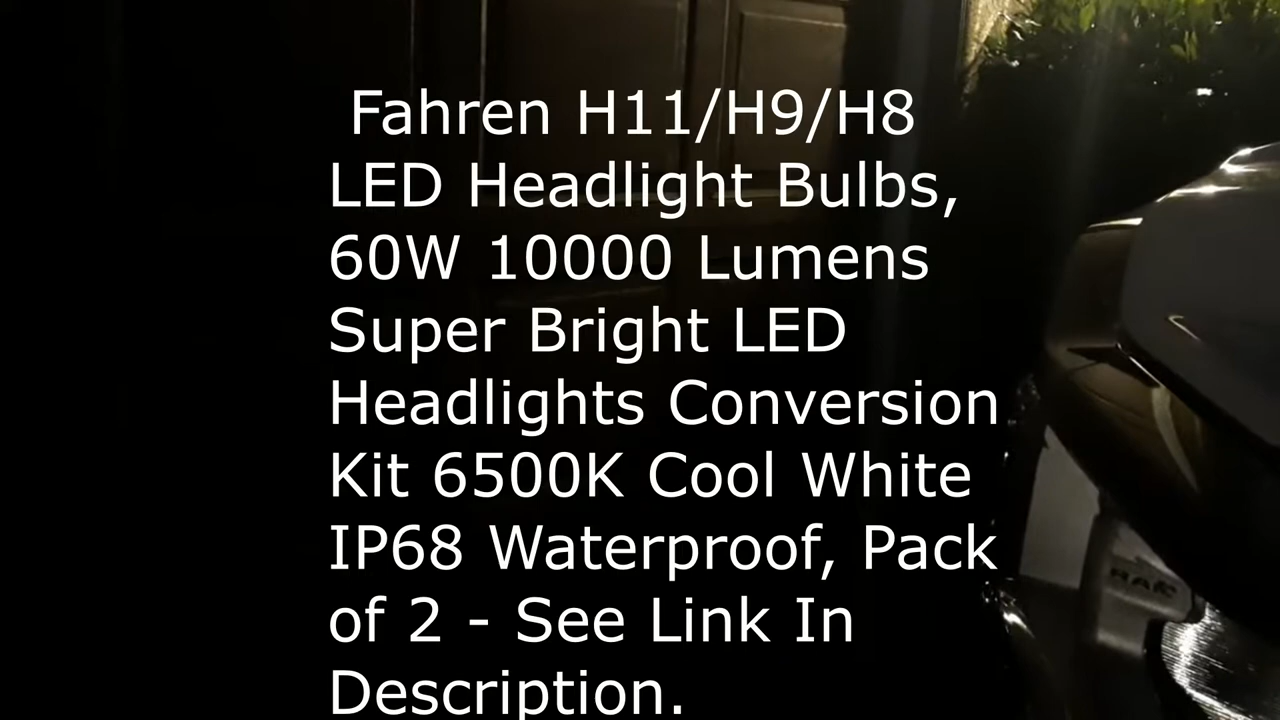 Fahren H11/H9/H8
LED Headlight Bulbs,
60W 10000 Lumens
Super Bright LED
Headlights Conversion
Kit 6500K Cool White
IP68 Waterproof, Pack
of 2 - See Link In
Description.
RAM